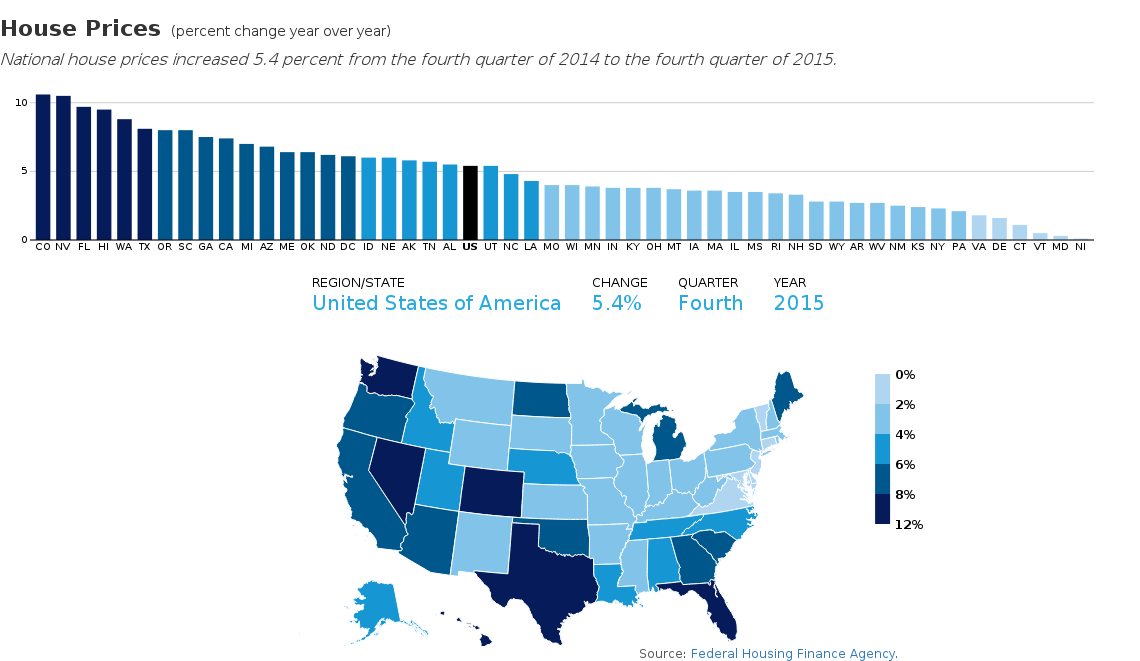 House Prices (percent change year over year)
National house prices increased 5.4 percent from the fourth quarter of 2014 to the fourth quarter of 2015.
10
5
0
CO NV FL HI WA TX OR SC GA CA MI AZ ME OK ND DC ID NE AK TN AL US UT NC LA MO WI MN IN KY OH MT IA MA IL MS RI NH SD WY AR WV NM KS NY PA VA DE CT VT MD NI
REGION/STATE CHANGE QUARTER YEAR
United States of America 5.4% Fourth 2015
0%
2%
4%
6%
8%
12%
Source: Federal Housing Finance Agency.